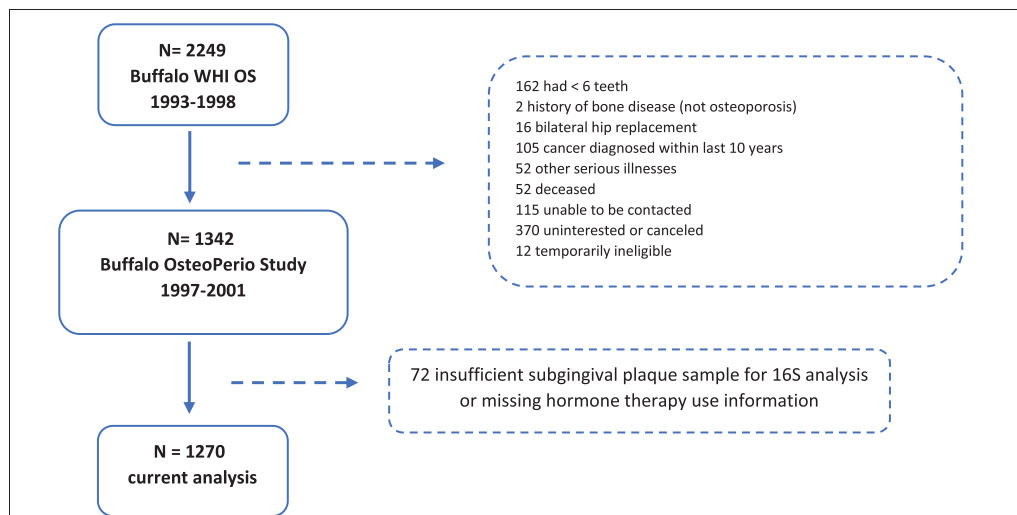 N= 2249
Buffalo WHI OS
1993-1998
162 had < 6 teeth
2 history of bone disease (not osteoporosis)
16 bilateral hip replacement
105 cancer diagnosed within last 10 years
52 other serious illnesses
52 deceased
115 unable to be contacted
370 uninterested or canceled
12 temporarily ineligible
N= 1342
Buffalo OsteoPerio Study
1997-2001
72 insufficient subgingival plaque sample for 16S analysis
or missing hormone therapy use information
N = 1270
current analysis